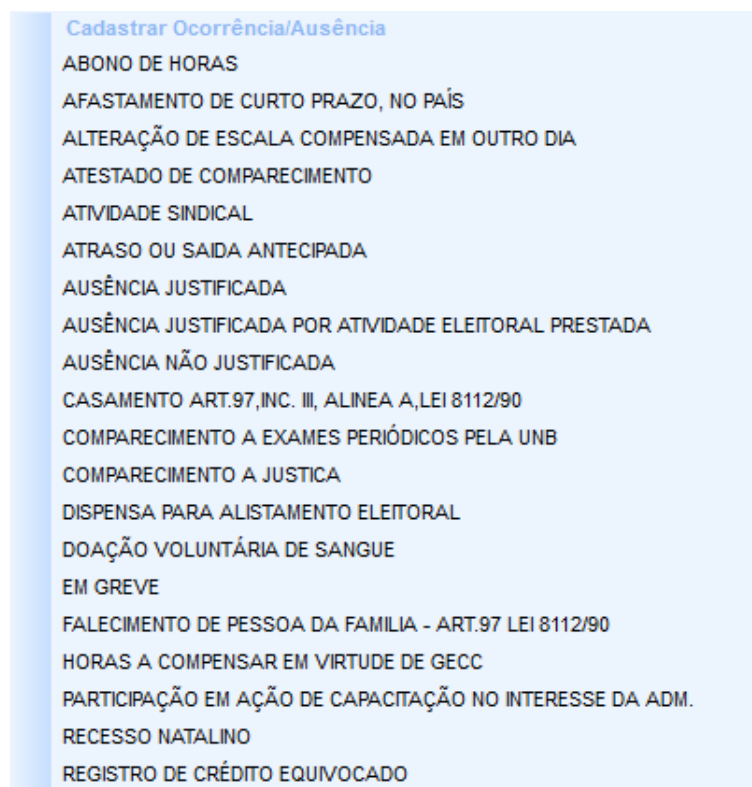 Cadastrar Ocorrência/Ausência
ABONO DE HORAS
AFASTAMENTO DE CURTO PRAZO, NO PAÍS
ALTERAÇÃO DE ESCALA COMPENSADA EM OUTRO DIA
ATESTADO DE COMPARECIMENTO
ATIVIDADE SINDICAL
ATRASO OU SAIDA ANTECIPADA
AUSÊNCIA JUSTIFICADA
AUSÊNCIA JUSTIFICADA POR ATIVIDADE ELEITORAL PRESTADA
AUSÊNCIA NÃO JUSTIFICADA
CASAMENTO ART.97,INC. III, ALINEA A,LEI 8112/90
COMPARECIMENTO A EXAMES PERIÓDICOS PELA UNB
COMPARECIMENTO A JUSTICA
DISPENSA PARA ALISTAMENTO ELEITORAL
DOAÇÃO VOLUNTÁRIA DE SANGUE
EM GREVE
FALECIMENTO DE PESSOA DA FAMILIA - ART.97 LEI 8112/90
HORAS A COMPENSAR EM VIRTUDE DE GECC
PARTICIPAÇÃO EM AÇÃO DE CAPACITAÇÃO NO INTERESSE DA ADM.
RECESSO NATALINO
REGISTRO DE CRÉDITO EQUIVOCADO